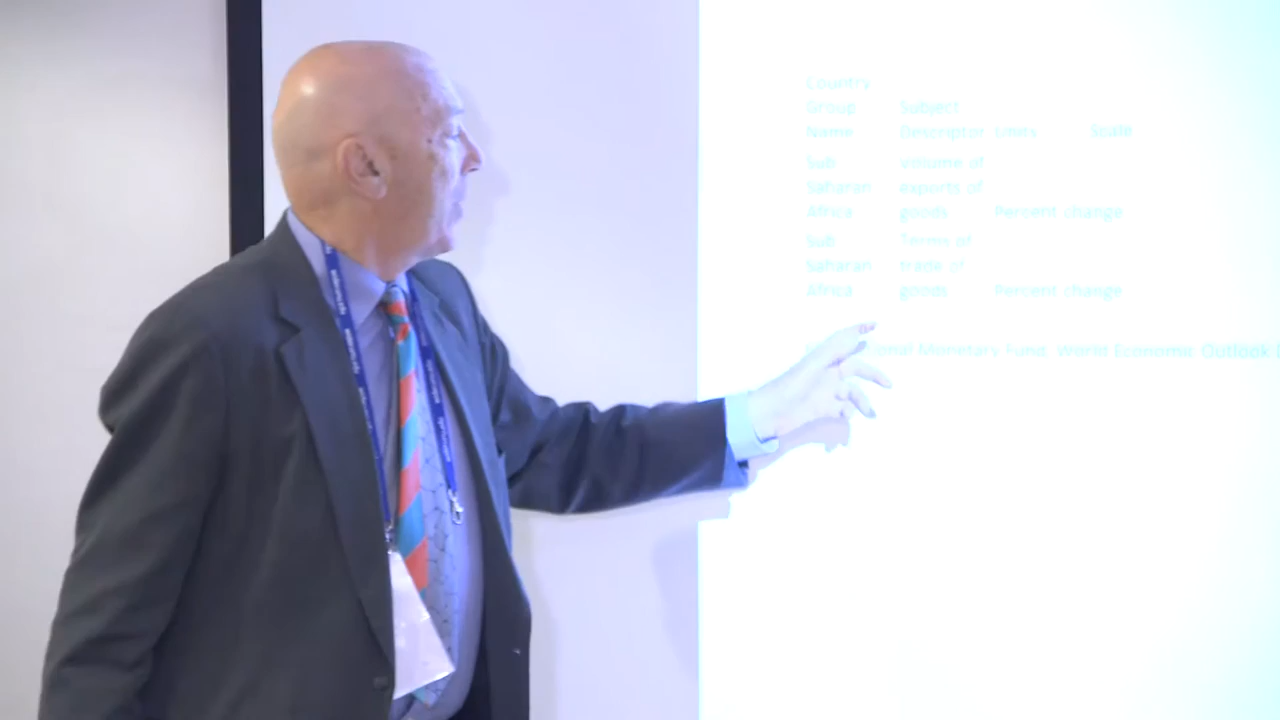 Country
Group Subject
Name Descriptor Units Scale
Sub volume of
Saharan exports of
Africa goods Percent change
Sub Terms of
Saharan trade of
Africa goods Percent change
onal Monetary Fund, World Economic Outlook